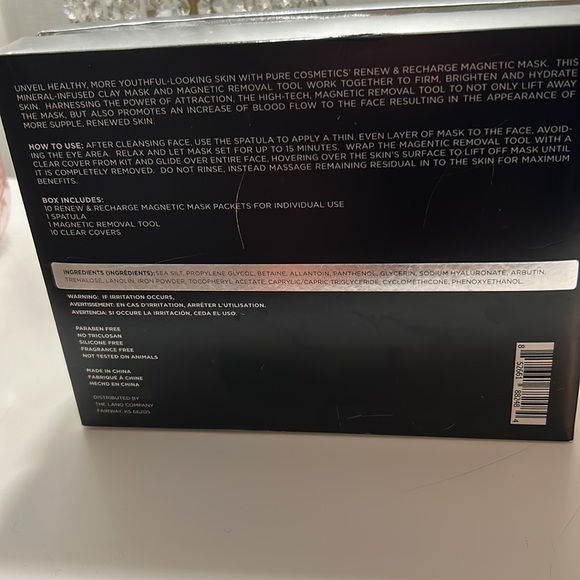 UNVEIL HEALTHY, MORE YOUTHFUL-LOOKING SKIN WITH PURE COSMETICS' RENEW & RECHARGE MAGNETIC MASK. THIS
MINERAL-INFUSED CLAY MASK AND MAGNETIC REMOVAL TOOL WORK TOGETHER TO FIRM, BRIGHTEN AND HYDRATE
SKIN. HARNESSING THE POWER OF ATTRACTION, THE HIGH-TECH, MAGNETIC REMOVAL TOOL TO NOT ONLY LIFT AWAY
THE MASK, BUT ALSO PROMOTES AN INCREASE OF BLOOD FLOW TO THE FACE RESULTING IN THE APPEARANCE OF
MORE SUPPLE, RENEWED SKIN.
HOW TO USE: AFTER CLEANSING FACE, USE THE SPATULA TO APPLY A THIN, EVEN LAYER OF MASK TO THE FACE, AVOID-
ING THE EYE AREA. RELAX AND LET MASK SET FOR UP TO 15 MINUTES. WRAP THE MAGENTIC REMOVAL TOOL WITH A
CLEAR COVER FROM KIT AND GLIDE OVER ENTIRE FACE, HOVERING OVER THE SKIN'S SURFACE TO LIFT OFF MASK UNTIL
IT IS COMPLETELY REMOVED. DO NOT RINSE, INSTEAD MASSAGE REMAINING RESIDUAL IN TO THE SKIN FOR MAXIMUM
BENEFITS.
BOX INCLUDES:
10 RENEW & RECHARGE MAGNETIC MASK PACKETS FOR INDIVIDUAL USE
1 SPATULA
1 MAGNETIC REMOVAL TOOL
10 CLEAR COVERS
INGREDIENTS (INGRÉDIENTS): SEA SILT, PROPYLENE GLYCOL, BETAINE, ALLANTOIN, PANTHENOL, GLYCERIN, SODIUM HYALURONATE, ARBUTIN,
TREHALOSE, LANOLIN, IRON POWDER, TOCOPHERYL ACETATE, CAPRYLIC/CAPRIC TRIGLYCERIDE, CYCLOMETHICONE, PHENOXYETHANOL.
WARNING: IF IRRITATION OCCURS,
AVERTISSEMENT: EN CAS D'IRRITATION, ARRÊTER L'UTILISATION.
ADVERTENCIA: SI OCCURE LA IRRITACIÓN, CEDA EL USO.
PARABEN FREE
NO TRICLOSAN
SILICONE FREE
FRAGRANCE FREE
NOT TESTED ON ANIMALS
MADE IN CHINA
FABRIQUÉ À CHINE
HECHO EN CHINA
DISTRIBUTED BY
THE LANG COMPANY
FAIRWAY, KS 66205
8 52661 88248 4